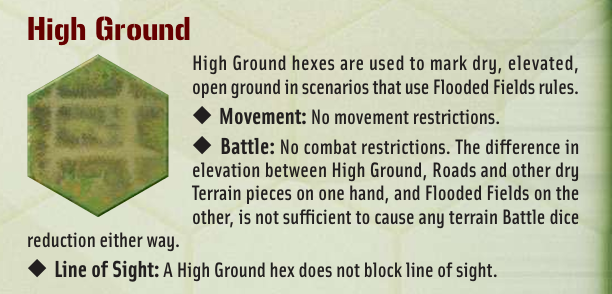 High Ground
High Ground hexes are used to mark dry, elevated,
open ground in scenarios that use Flooded Fields rules.
◆ Movement: No movement restrictions.
◆ Battle: No combat restrictions. The difference in
elevation between High Ground, Roads and other dry
Terrain pieces on one hand, and Flooded Fields on the
other, is not sufficient to cause any terrain Battle dice
reduction either way.
◆ Line of Sight: A High Ground hex does not block line of sight.